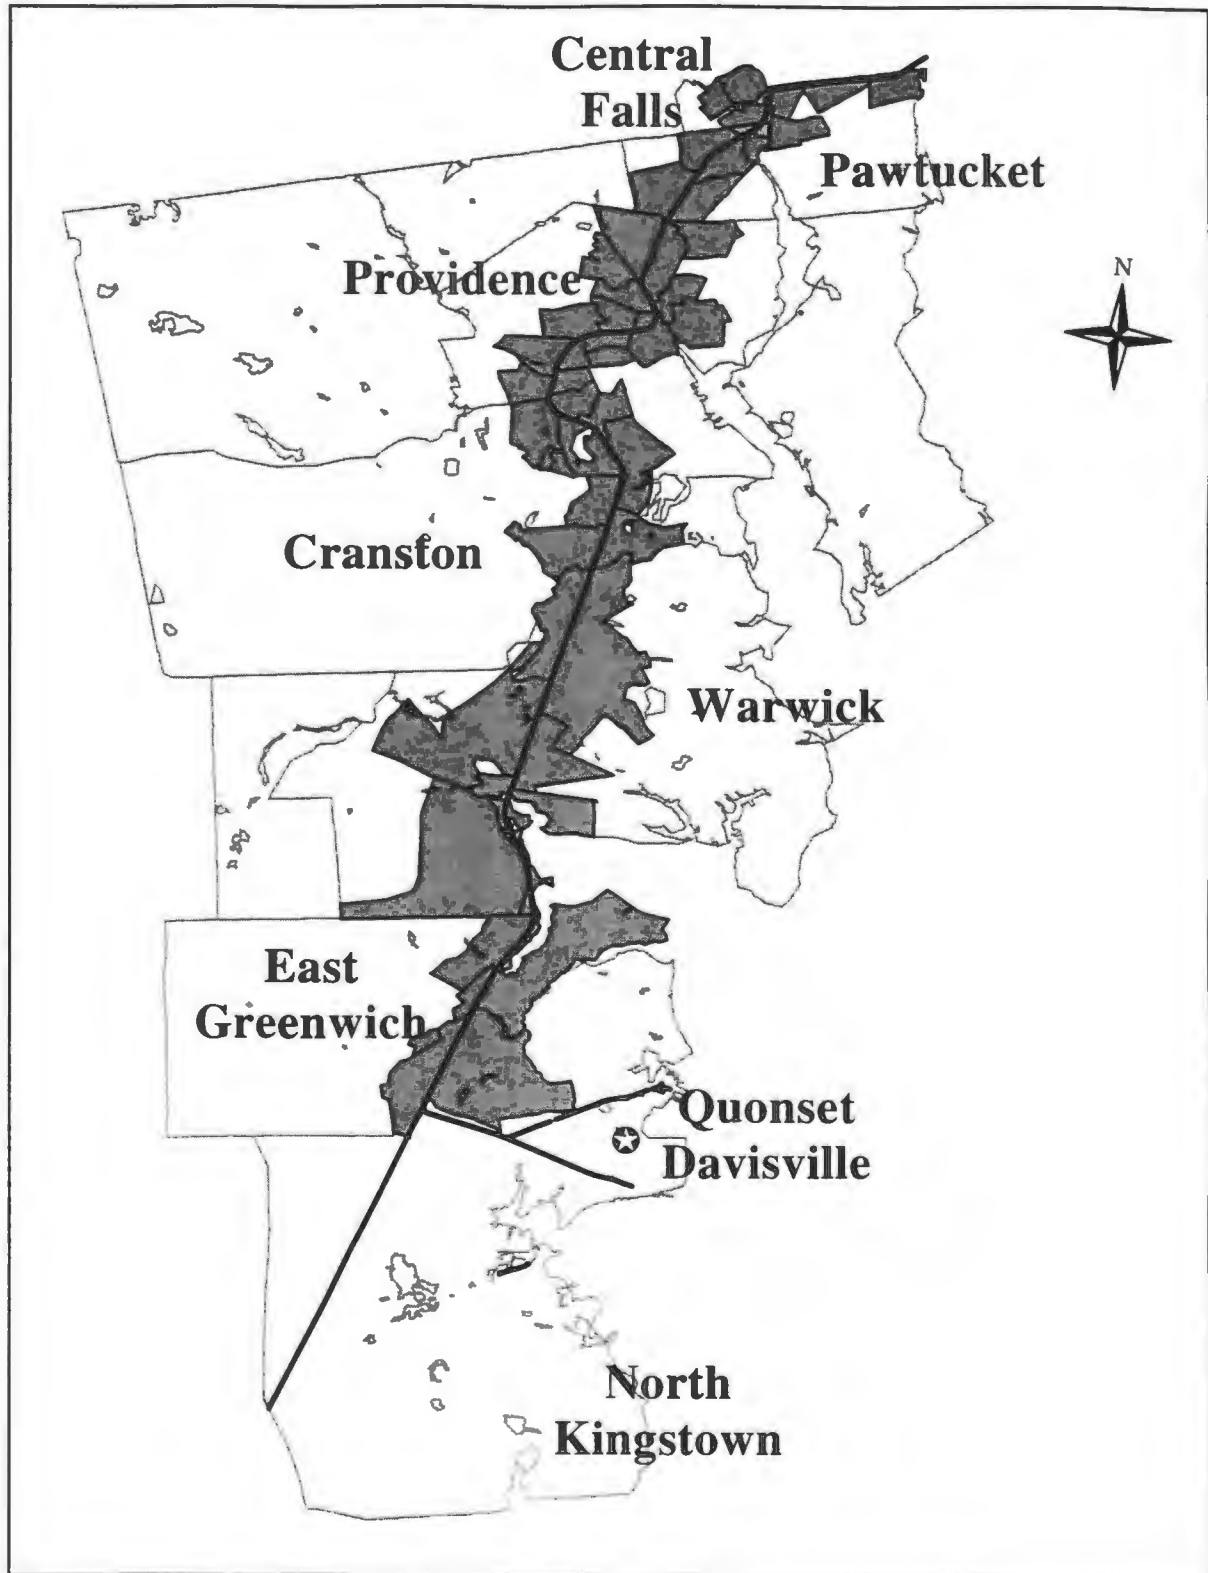 Central
Falls
Pawtucket
Providence
N
Cranston
Warwick
East
Greenwich
Quonset
Davisville
North
Kingstown